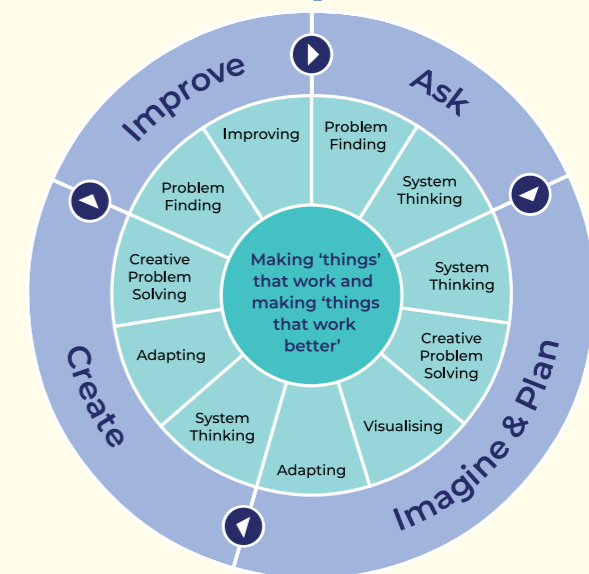 Improve
Ask
Imagine & Plan
Create
Problem
Finding
System
Thinking
System
Thinking
Creative
Problem
Solving
Visualising
Adapting
System
Thinking
Adapting
Creative
Problem
Solving
Problem
Finding
Improving
Making ‘things’
that work and
making ‘things
that work
better’